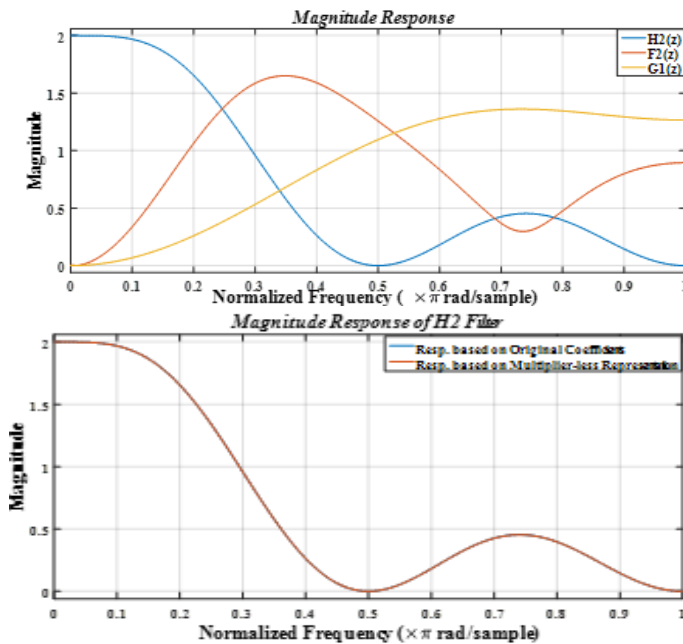 Magnitude Response
2
1.5
1
0.5
0
Magnitude
H2(z)
F2(z)
G1(z)
0 0.1 0.2 0.3 0.4 0.5 0.6 0.7 0.8 0.9 1
Normalized Frequency ( ×π rad/sample)
Magnitude Response of H2 Filter
2
1.5
1
0.5
0
Magnitude
Resp. based on Original Coefficients
Resp. based on Multiplier-less Representation
0 0.1 0.2 0.3 0.4 0.5 0.6 0.7 0.8 0.9 1
Normalized Frequency (×π rad/sample)